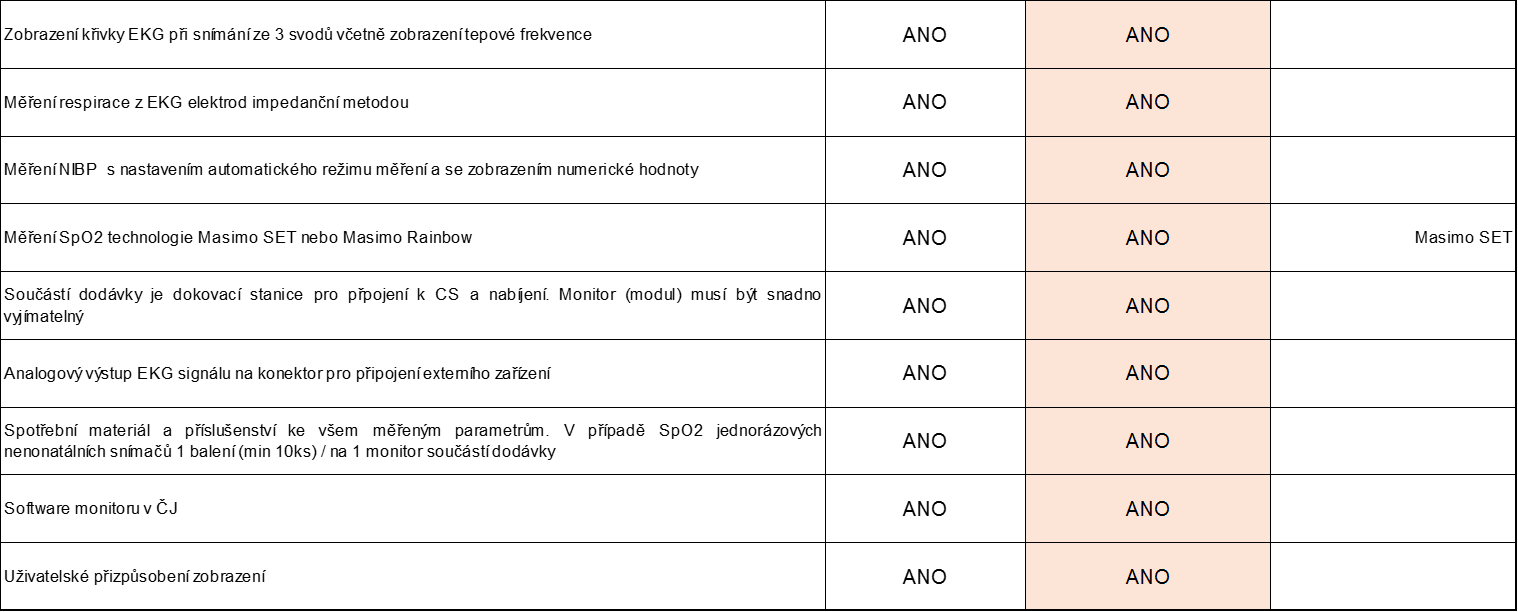 Zobrazení křivky EKG při snímání ze 3 svodů včetně zobrazení tepové frekvence ANO ANO
Měření respirace z EKG elektrod impedanční metodou ANO ANO
Měření NIBP s nastavením automatického režimu měření a se zobrazením numerické hodnoty ANO ANO
Měření SpO2 technologie Masimo SET nebo Masimo Rainbow ANO ANO Masimo SET
Součástí dodávky je dokovací stanice pro přpojení k CS a nabíjení. Monitor (modul) musí být snadno
vyjímatelný ANO ANO
Analogový výstup EKG signálu na konektor pro připojení externího zařízení ANO ANO
Spotřební materiál a příslušenství ke všem měřeným parametrům. V případě SpO2 jednorázových
nenonatálních snímačů 1 balení (min 10ks) / na 1 monitor součástí dodávky ANO ANO
Software monitoru v ČJ ANO ANO
Uživatelské přizpůsobení zobrazení ANO ANO